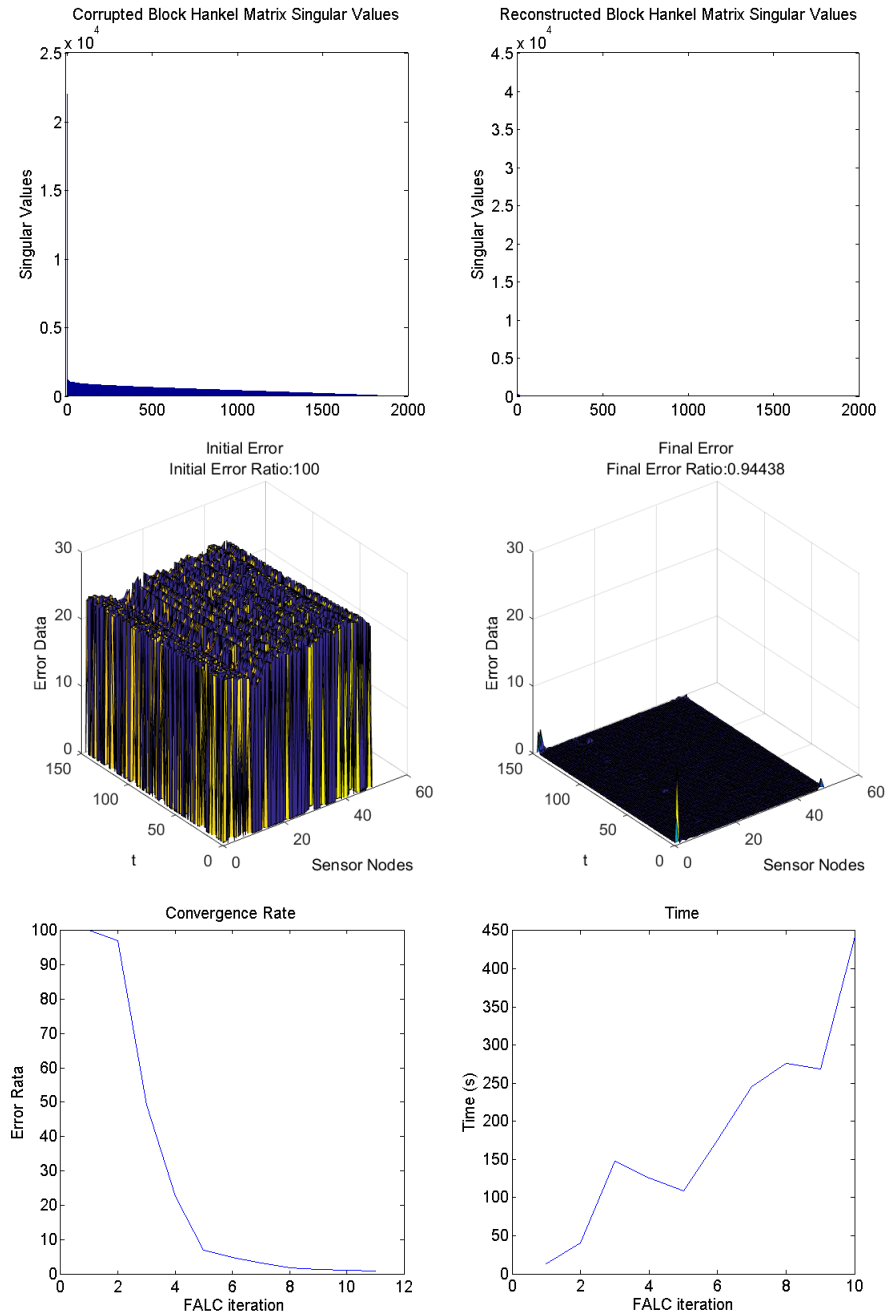 Corrupted Block Hankel Matrix Singular Values
x 10^4
2.5
2
1.5
1
0.5
0
Singular Values
0 500 1000 1500 2000
Reconstructed Block Hankel Matrix Singular Values
x 10^4
4.5
4
3.5
3
2.5
2
1.5
1
0.5
0
Singular Values
500 1000 1500 2000
Initial Error
Initial Error Ratio:100
30
20
10
0
Error Data
150
100
50
0
t
0
20
40
60
Sensor Nodes
Final Error
Final Error Ratio:0.94438
30
20
10
0
Error Data
150
100
50
0
t
0
20
40
60
Sensor Nodes
Convergence Rate
100
90
80
70
60
50
40
30
20
10
0
Error Rata
0 2 4 6 8 10 12
FALC iteration
Time
450
400
350
300
250
200
150
100
50
0
Time (s)
0 2 4 6 8 10
FALC iteration